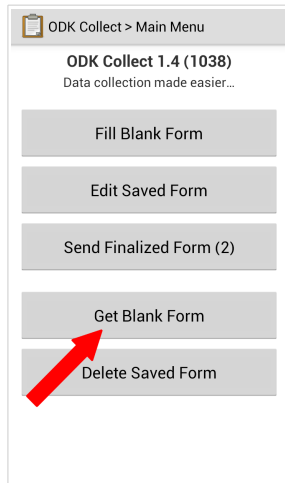 ODK Collect > Main Menu
ODK Collect 1.4 (1038)
Data collection made easier...
Fill Blank Form
Edit Saved Form
Send Finalized Form (2)
Get Blank Form
Delete Saved Form